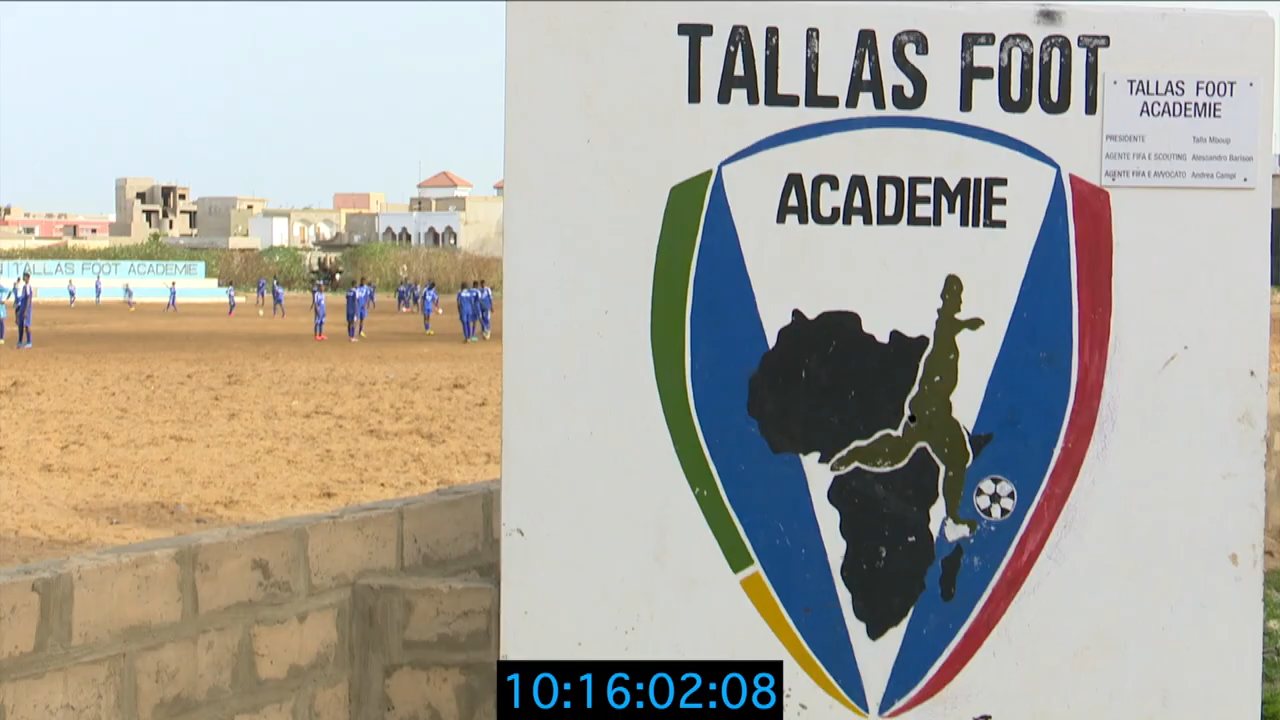 TALLAS FOOT
ACADEMIE
TALLAS FOOT
ACADEMIE
PRESIDENTE Talla Mboup
AGENTE FIFA E SCOUTING Alessandro Barison
AGENTE FIFA E AVVOCATO Andrea Campi
TALLAS FOOT ACADEMIE
10:16:02:08